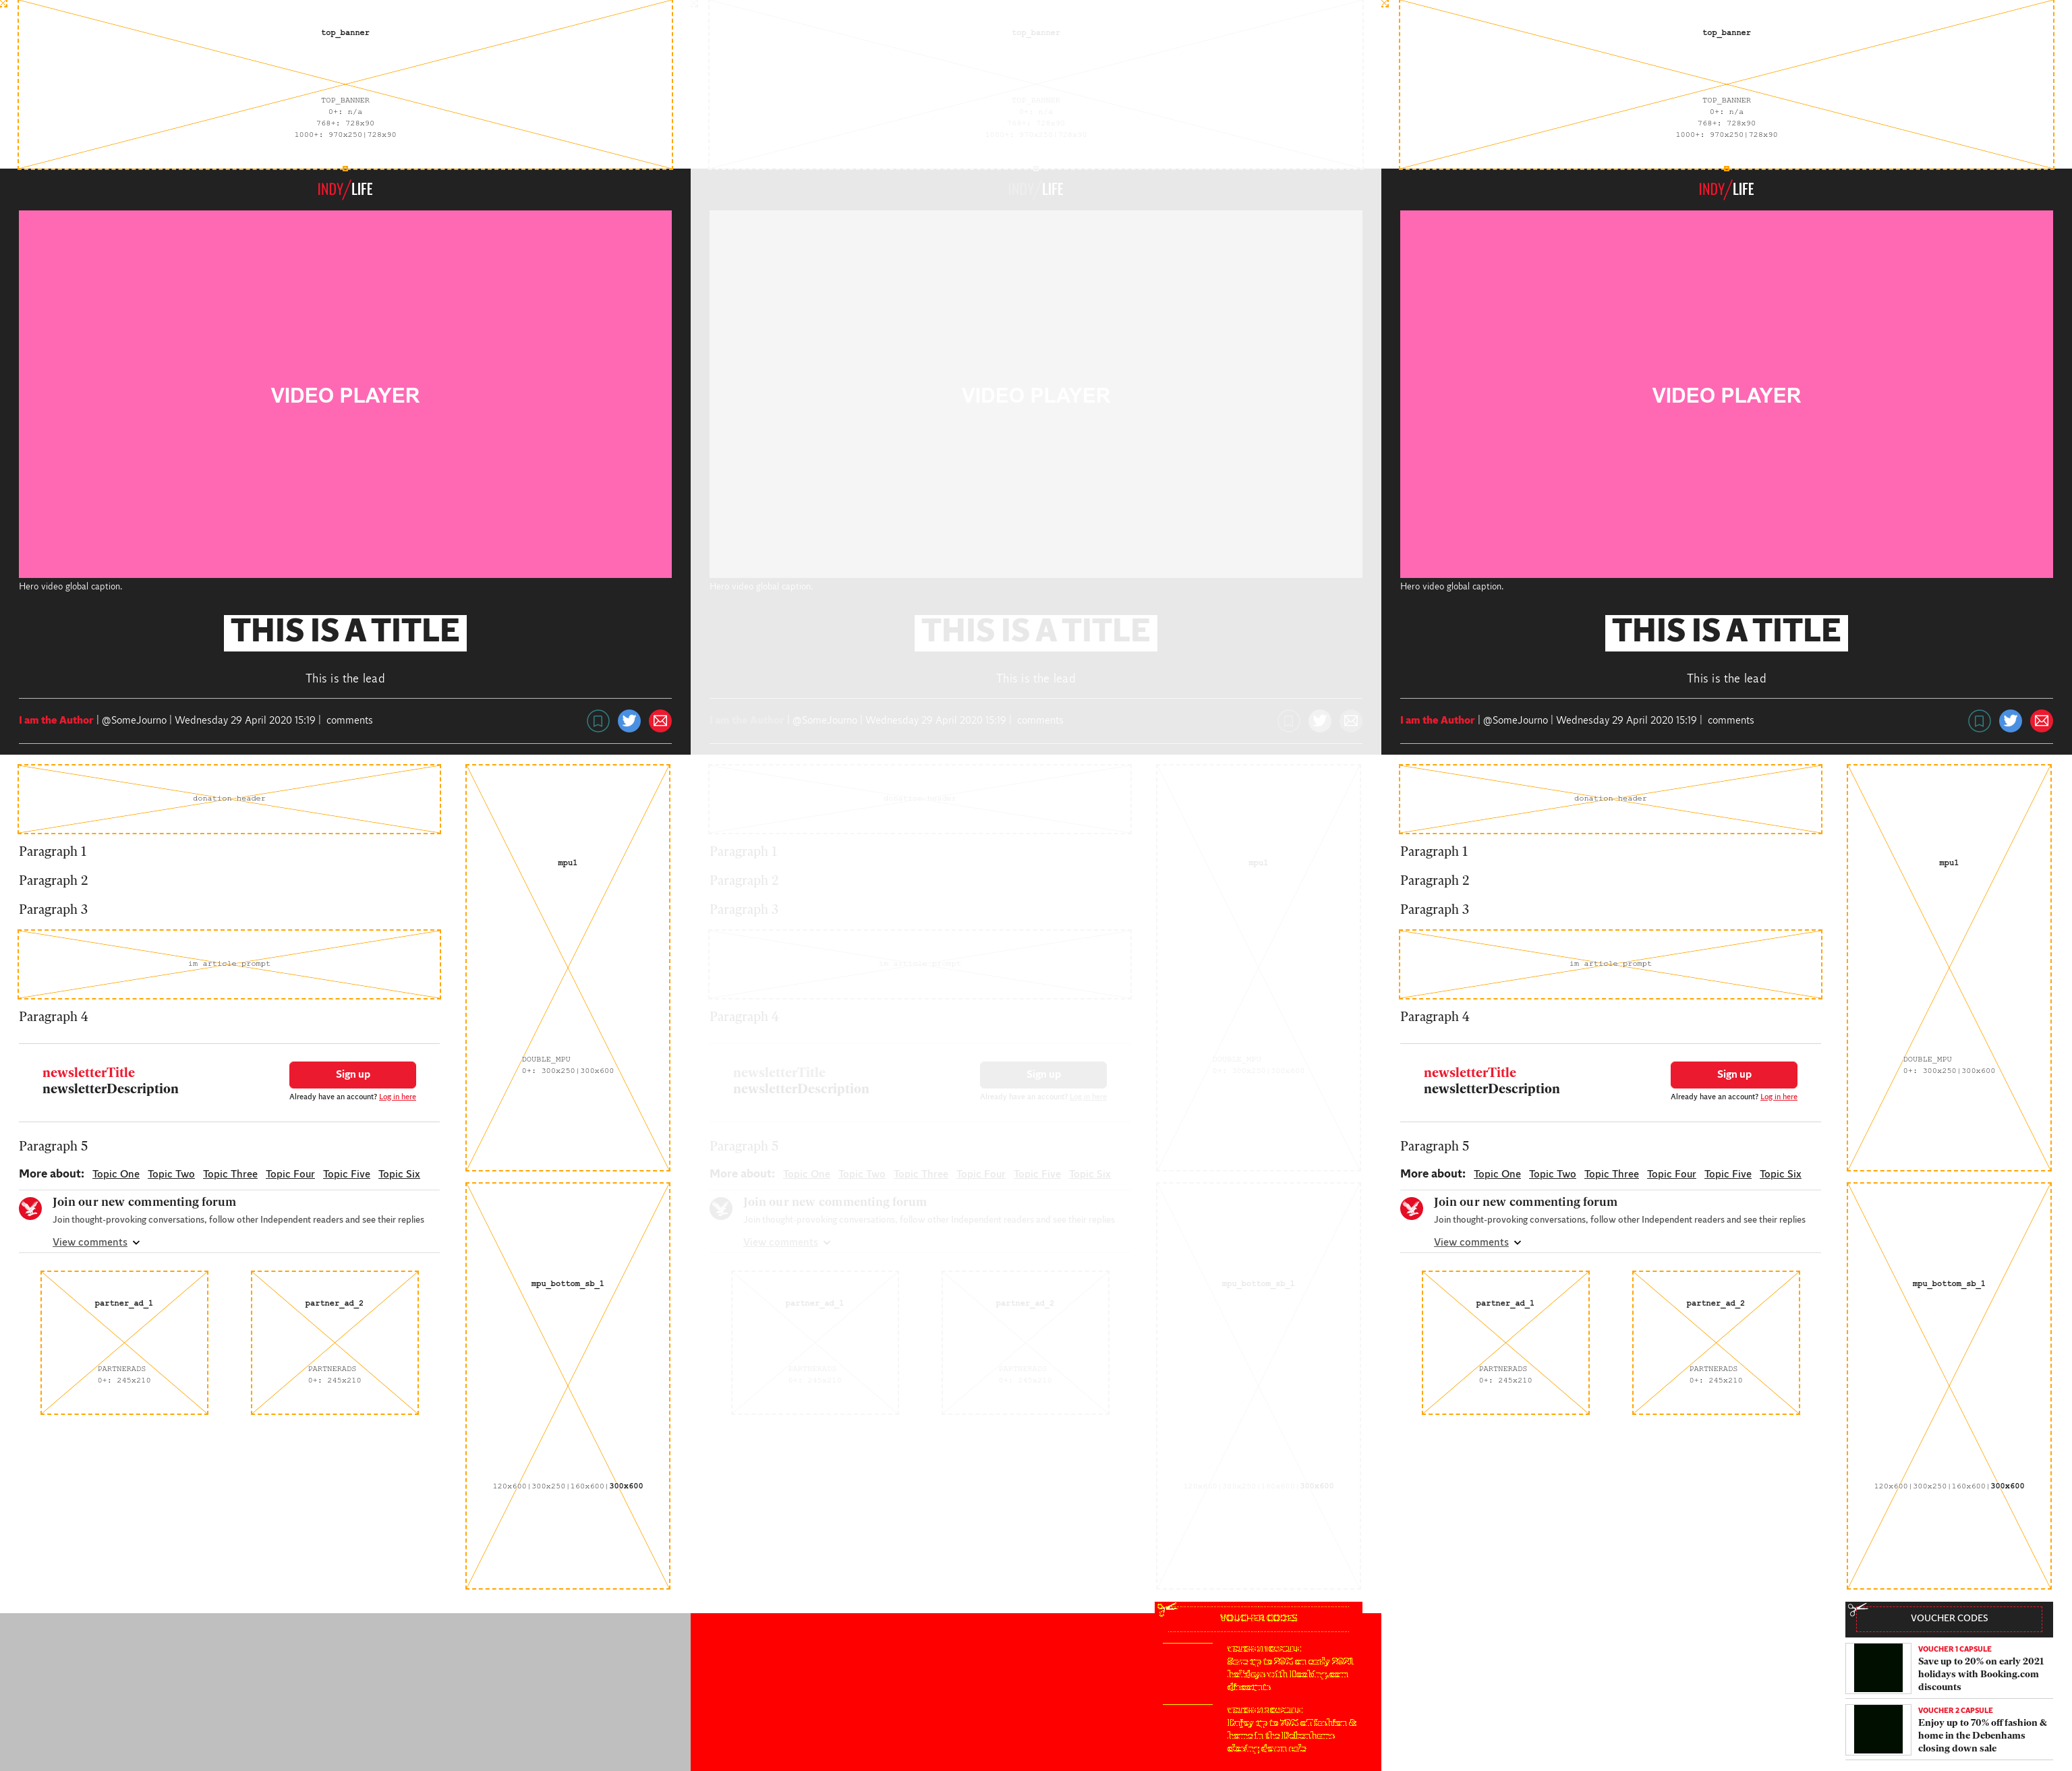 top_banner
TOP_BANNER
0+: n/a
768+: 728x90
1000+: 970x250|728x90
INDY/LIFE
VIDEO PLAYER
Hero video global caption.
THIS IS A TITLE
This is the lead
I am the Author | @SomeJourno | Wednesday 29 April 2020 15:19 | comments
donation header
Paragraph 1
Paragraph 2
Paragraph 3
im article prompt
Paragraph 4
newsletterTitle
newsletterDescription
Sign up
Already have an account? Log in here
Paragraph 5
More about: Topic One Topic Two Topic Three Topic Four Topic Five Topic Six
Join our new commenting forum
Join thought-provoking conversations, follow other Independent readers and see their replies
View comments
partner_ad_1
PARTNERADS
0+: 245x210
partner_ad_2
PARTNERADS
0+: 245x210
mpu1
DOUBLE_MPU
0+: 300x250|300x600
mpu_bottom_sb_1
120x600|300x250|160x600|300x600
top_banner
TOP_BANNER
0+: n/a
768+: 728x90
1000+: 970x250|728x90
INDY/LIFE
VIDEO PLAYER
Hero video global caption.
THIS IS A TITLE
This is the lead
I am the Author | @SomeJourno | Wednesday 29 April 2020 15:19 | comments
donation header
Paragraph 1
Paragraph 2
Paragraph 3
im article prompt
Paragraph 4
newsletterTitle
newsletterDescription
Sign up
Already have an account? Log in here
Paragraph 5
More about: Topic One Topic Two Topic Three Topic Four Topic Five Topic Six
Join our new commenting forum
Join thought-provoking conversations, follow other Independent readers and see their replies
View comments
partner_ad_1
PARTNERADS
0+: 245x210
partner_ad_2
PARTNERADS
0+: 245x210
mpu1
DOUBLE_MPU
0+: 300x250|300x600
mpu_bottom_sb_1
120x600|300x250|160x600|300x600
VOUCHER CODES
Save up to 20% on early 2021
holidays with Booking.com
discounts
Enjoy up to 70% off fashion &
home in the Debenhams
closing down sale
top_banner
TOP_BANNER
0+: n/a
768+: 728x90
1000+: 970x250|728x90
INDY/LIFE
VIDEO PLAYER
Hero video global caption.
THIS IS A TITLE
This is the lead
I am the Author | @SomeJourno | Wednesday 29 April 2020 15:19 | comments
donation header
Paragraph 1
Paragraph 2
Paragraph 3
im article prompt
Paragraph 4
newsletterTitle
newsletterDescription
Sign up
Already have an account? Log in here
Paragraph 5
More about: Topic One Topic Two Topic Three Topic Four Topic Five Topic Six
Join our new commenting forum
Join thought-provoking conversations, follow other Independent readers and see their replies
View comments
partner_ad_1
PARTNERADS
0+: 245x210
partner_ad_2
PARTNERADS
0+: 245x210
mpu1
DOUBLE_MPU
0+: 300x250|300x600
mpu_bottom_sb_1
120x600|300x250|160x600|300x600
VOUCHER CODES
VOUCHER 1 CAPSULE
Save up to 20% on early 2021
holidays with Booking.com
discounts
VOUCHER 2 CAPSULE
Enjoy up to 70% off fashion &
home in the Debenhams
closing down sale